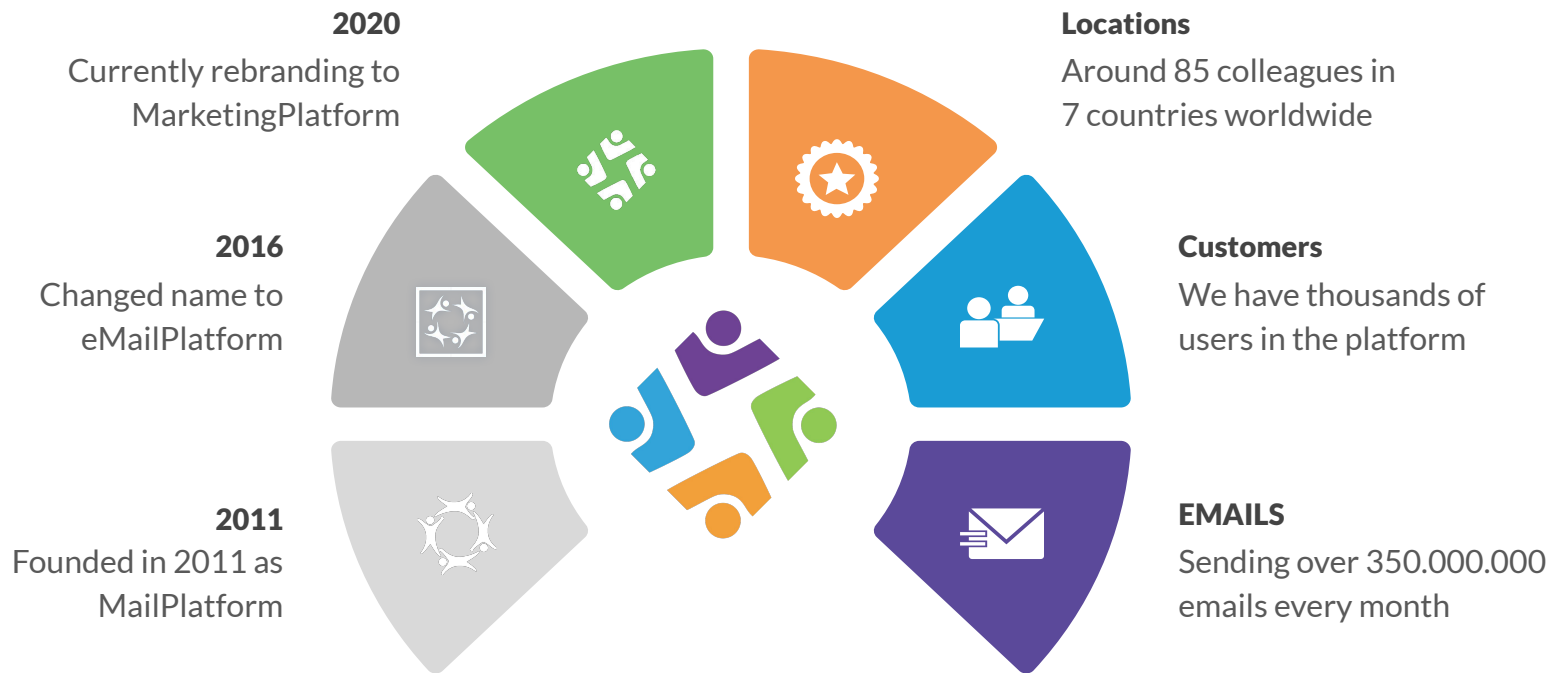 2020
Currently rebranding to
MarketingPlatform
2016
Changed name to
eMailPlatform
2011
Founded in 2011 as
MailPlatform
Locations
Around 85 colleagues in
7 countries worldwide
Customers
We have thousands of
users in the platform
EMAILS
Sending over 350.000.000
emails every month